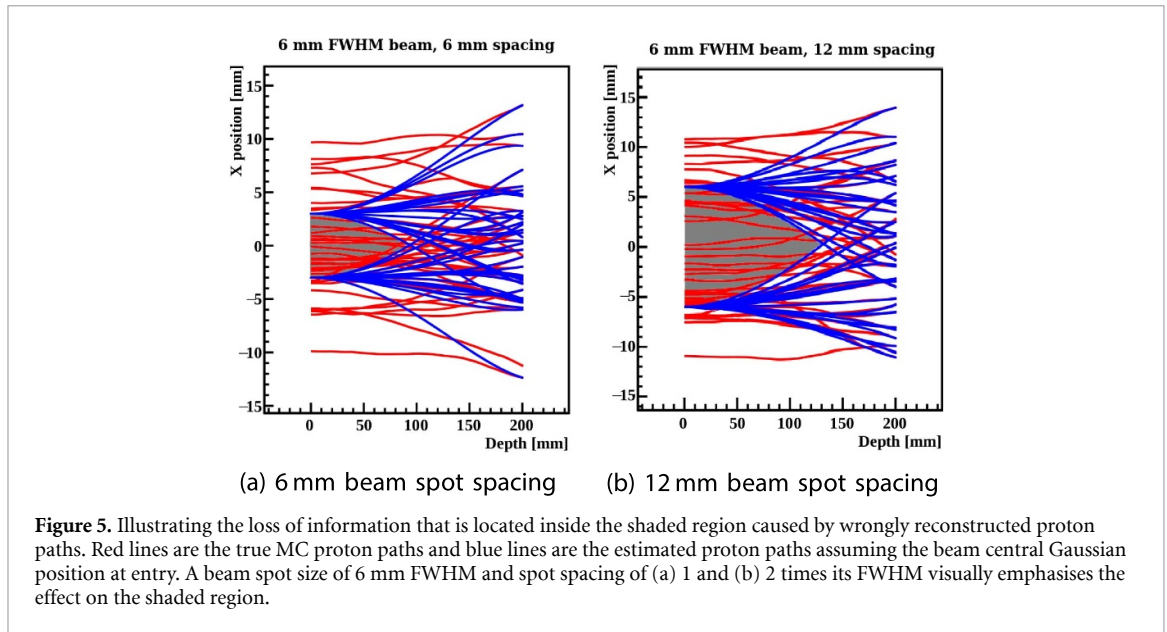 6 mm FWHM beam, 6 mm spacing
X position [mm]
15
10
5
0
−5
−10
−15
0 50 100 150 200
Depth [mm]
6 mm FWHM beam, 12 mm spacing
X position [mm]
15
10
5
0
−5
−10
−15
0 50 100 150 200
Depth [mm]
(a) 6 mm beam spot spacing
(b) 12 mm beam spot spacing
Figure 5. Illustrating the loss of information that is located inside the shaded region caused by wrongly reconstructed proton
paths. Red lines are the true MC proton paths and blue lines are the estimated proton paths assuming the beam central Gaussian
position at entry. A beam spot size of 6 mm FWHM and spot spacing of (a) 1 and (b) 2 times its FWHM visually emphasises the
effect on the shaded region.